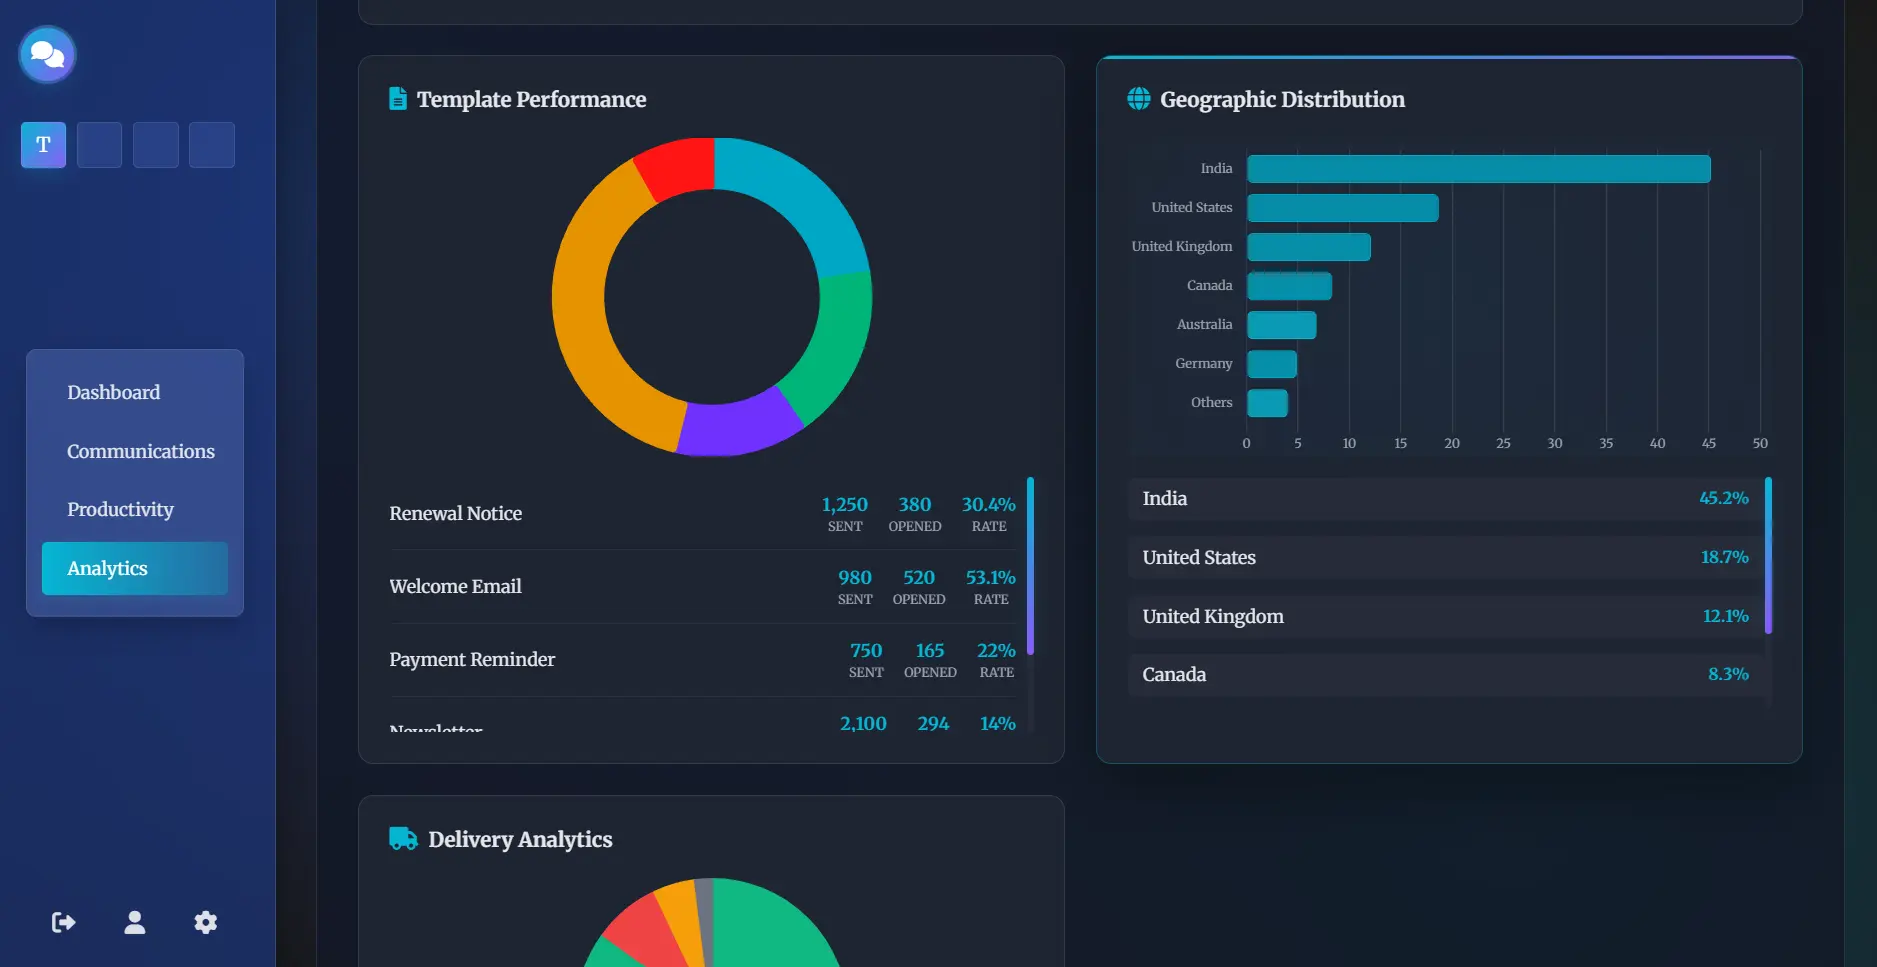 T
Dashboard
Communications
Productivity
Analytics
Template Performance
Renewal Notice 1,250 SENT 380 OPENED 30.4% RATE
Welcome Email 980 SENT 520 OPENED 53.1% RATE
Payment Reminder 750 SENT 165 OPENED 22% RATE
Newsletter 2,100 294 14%
Geographic Distribution
India
United States
United Kingdom
Canada
Australia
Germany
Others
0 5 10 15 20 25 30 35 40 45 50
India 45.2%
United States 18.7%
United Kingdom 12.1%
Canada 8.3%
Delivery Analytics